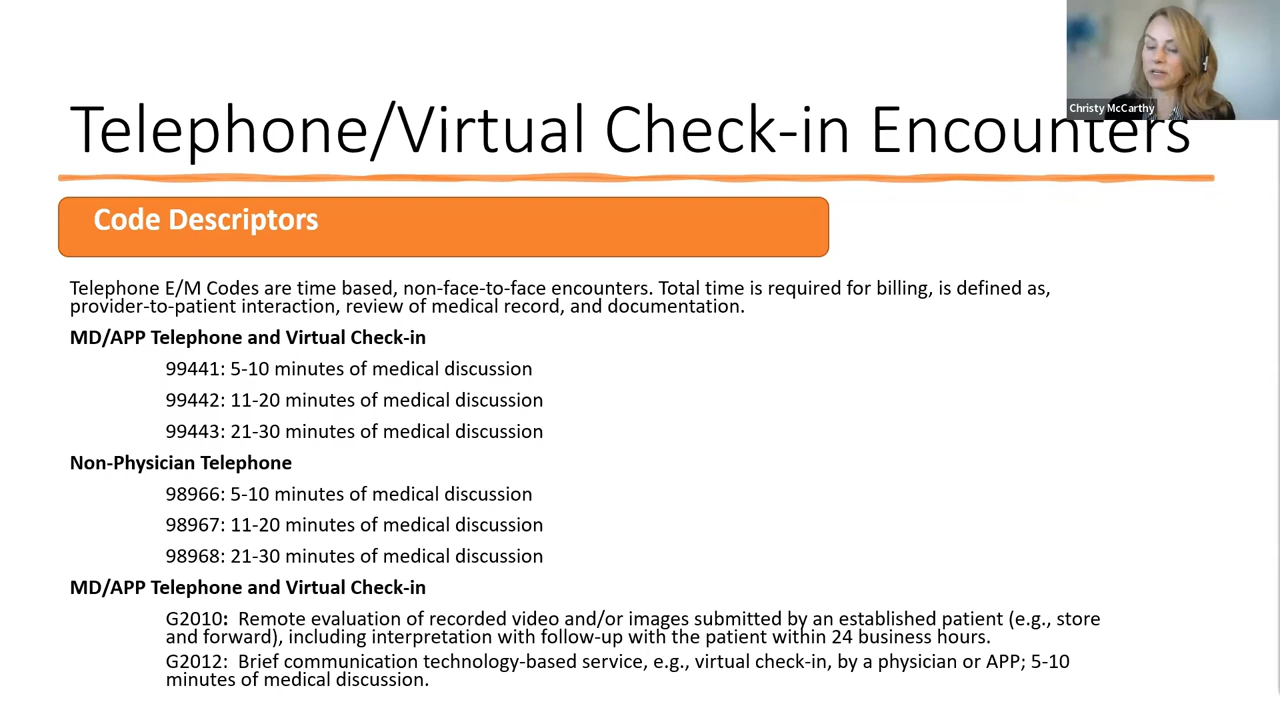 Christy McCarthy
Telephone/Virtual Check-in Encounters
Code Descriptors
Telephone E/M Codes are time based, non-face-to-face encounters. Total time is required for billing, is defined as,
provider-to-patient interaction, review of medical record, and documentation.
MD/APP Telephone and Virtual Check-in
99441: 5-10 minutes of medical discussion
99442: 11-20 minutes of medical discussion
99443: 21-30 minutes of medical discussion
Non-Physician Telephone
98966: 5-10 minutes of medical discussion
98967: 11-20 minutes of medical discussion
98968: 21-30 minutes of medical discussion
MD/APP Telephone and Virtual Check-in
G2010: Remote evaluation of recorded video and/or images submitted by an established patient (e.g., store
and forward), including interpretation with follow-up with the patient within 24 business hours.
G2012: Brief communication technology-based service, e.g., virtual check-in, by a physician or APP; 5-10
minutes of medical discussion.